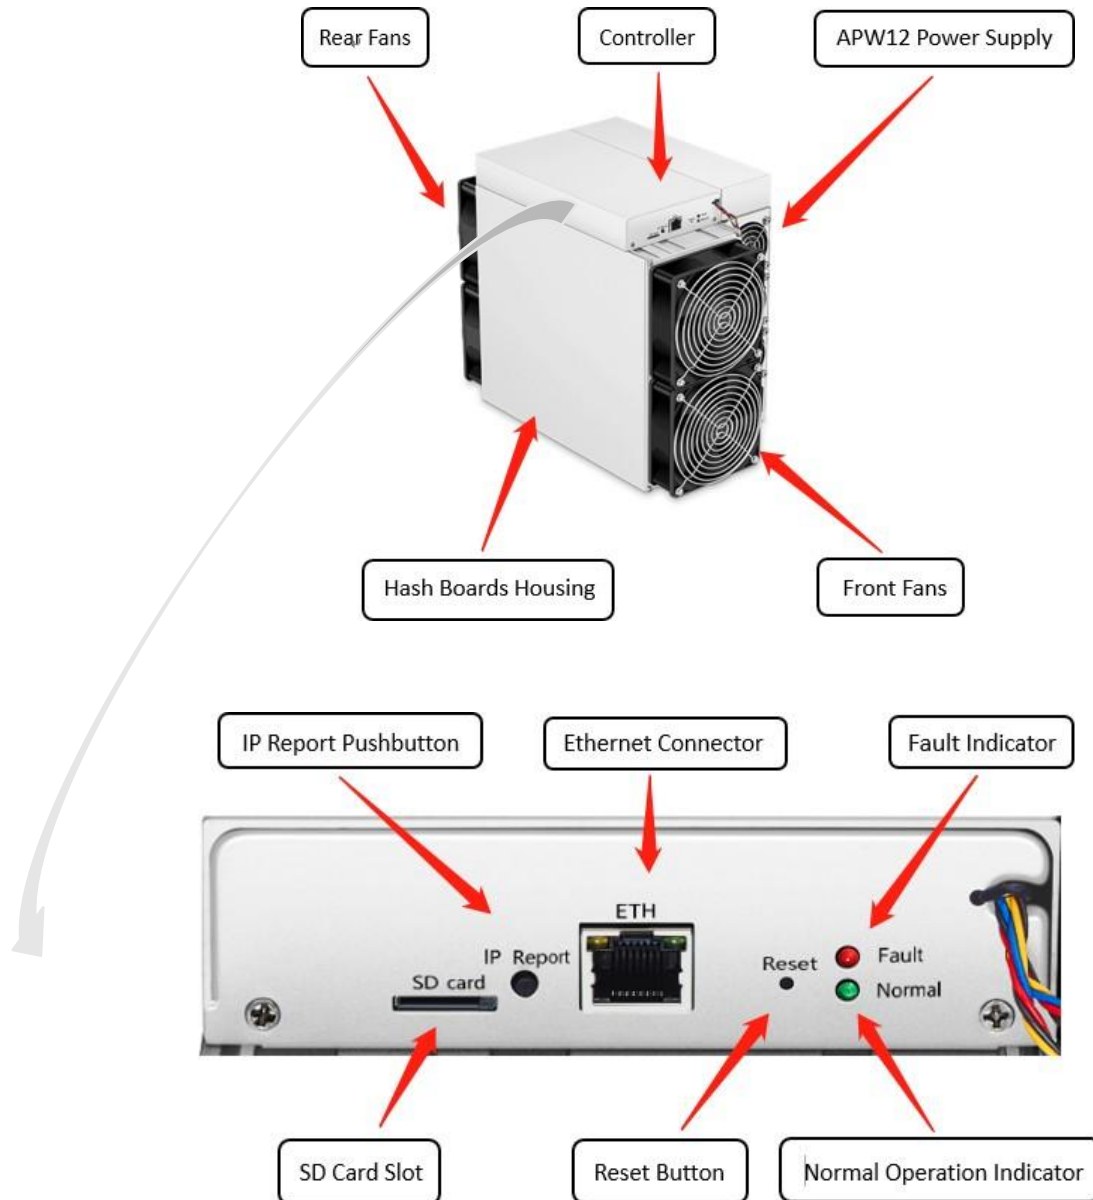 Rear Fans
Controller
APW12 Power Supply
Hash Boards Housing
Front Fans
IP Report Pushbutton
Ethernet Connector
Fault Indicator
ETH
IP Report
SD card
Reset
Fault
Normal
SD Card Slot
Reset Button
Normal Operation Indicator